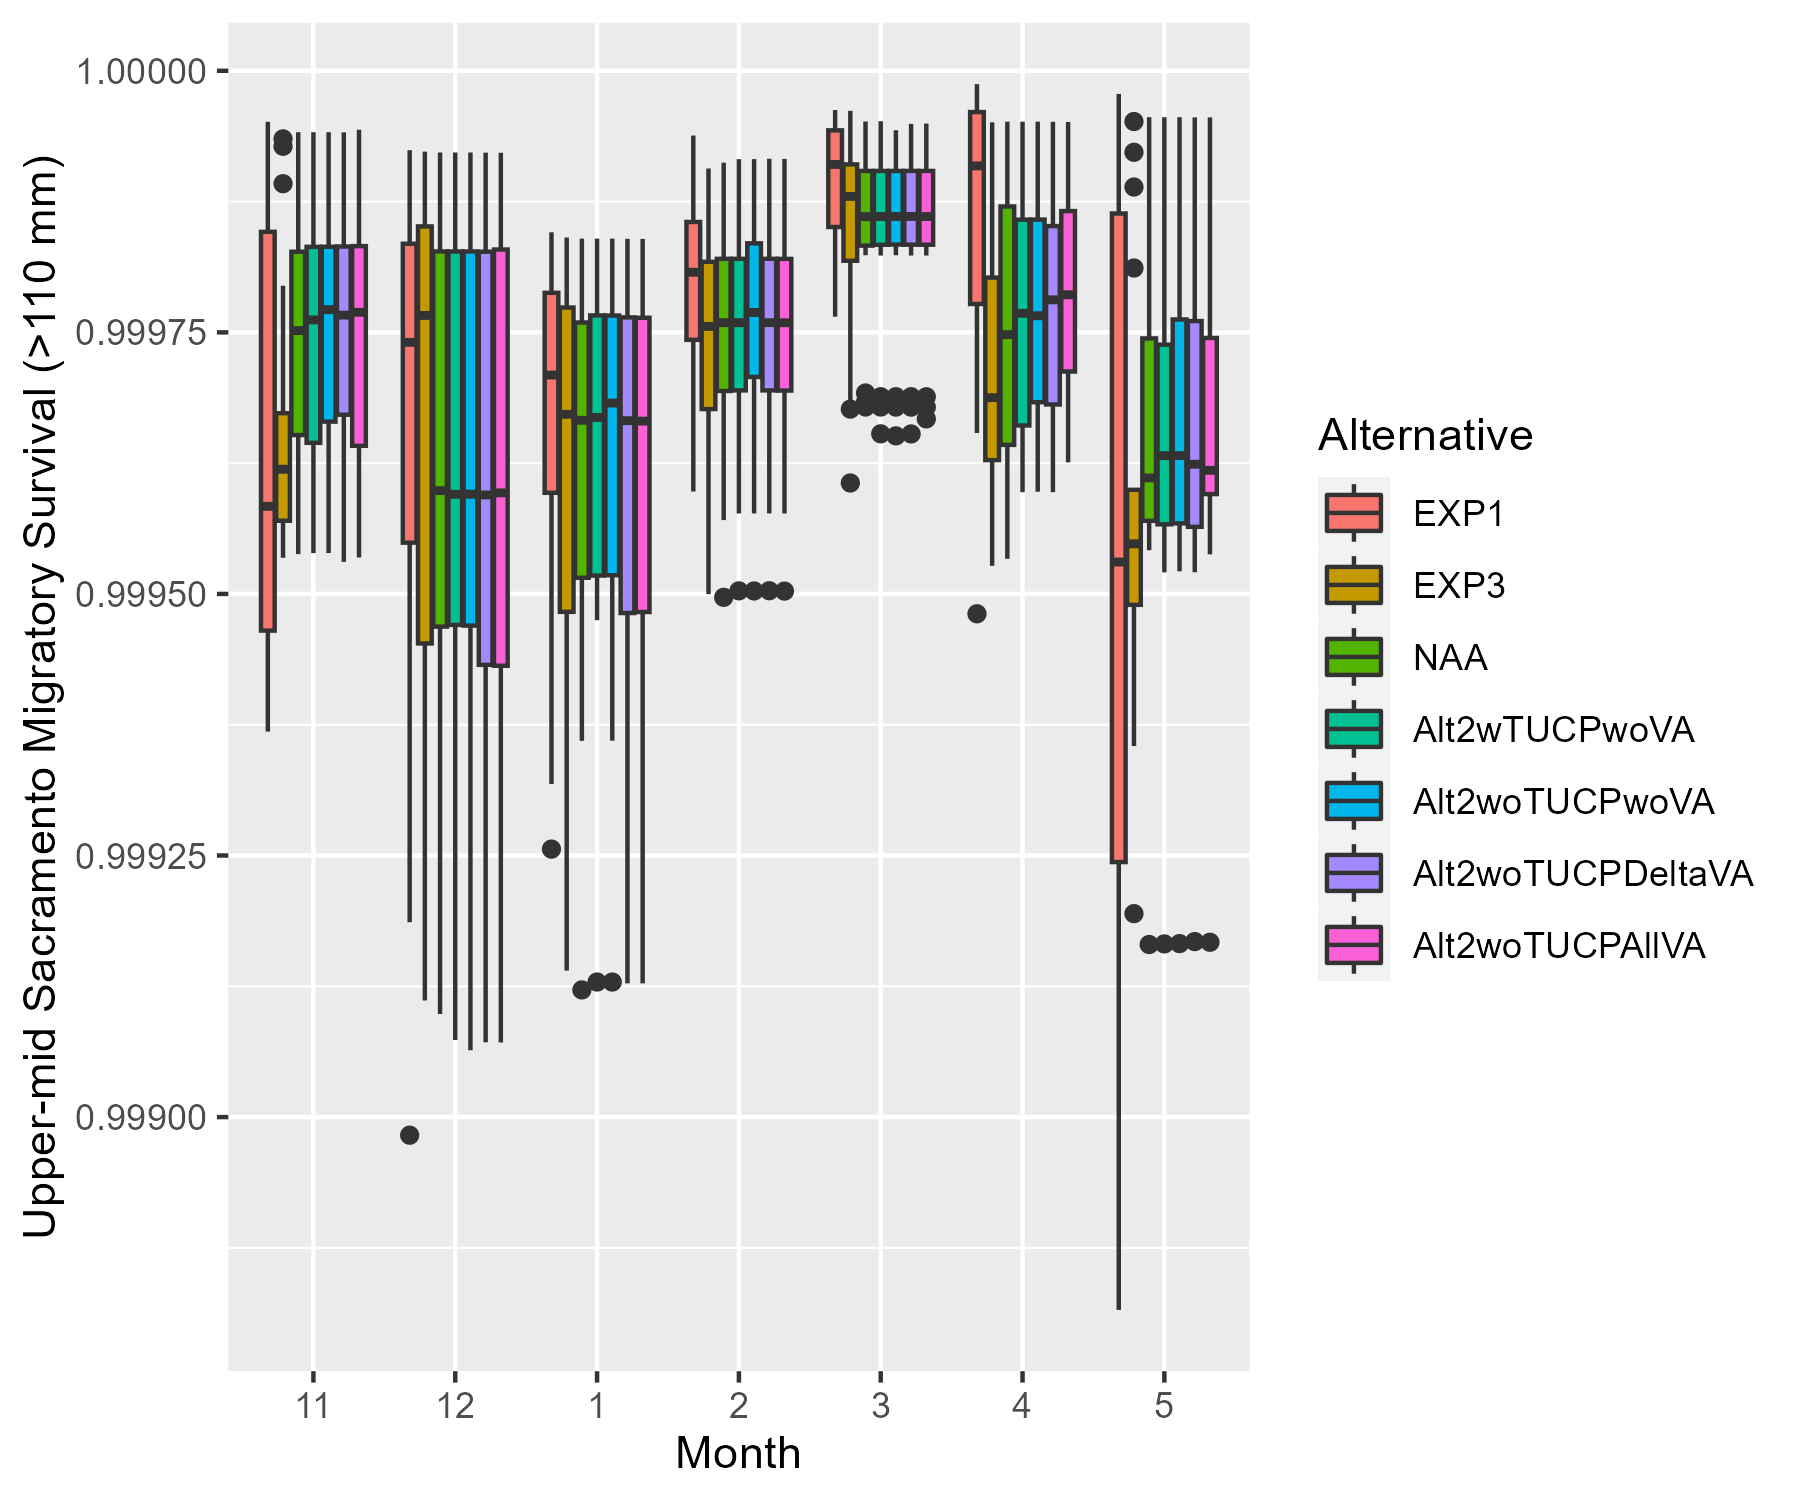 Upper-mid Sacramento Migratory Survival (>110 mm)
1.00000
0.99975
0.99950
0.99925
0.99900
11 12 1 2 3 4 5
Month
Alternative
EXP1
EXP3
NAA
Alt2wTUCPwoVA
Alt2woTUCPwoVA
Alt2woTUCPDeltaVA
Alt2woTUCPAllVA